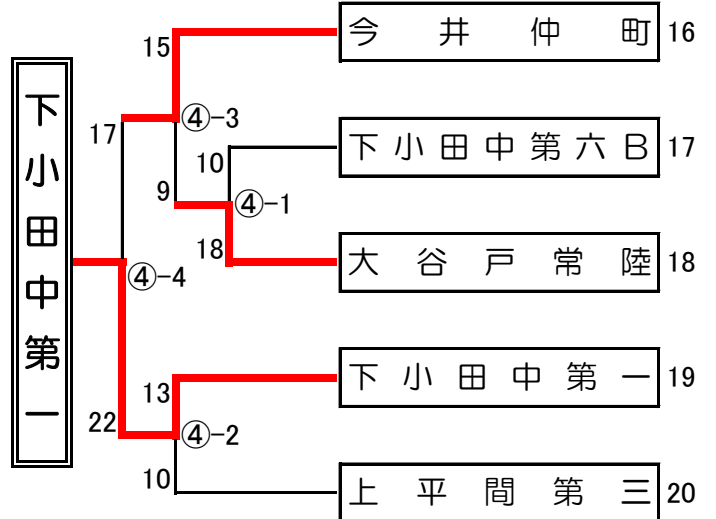 15
今井仲町 16
17
④-3
10
下小田中第六B 17
9
④-1
18
大谷戸常陸 18
下小田中第一
④-4
13
下小田中第一 19
22
④-2
10
上平間第三 20